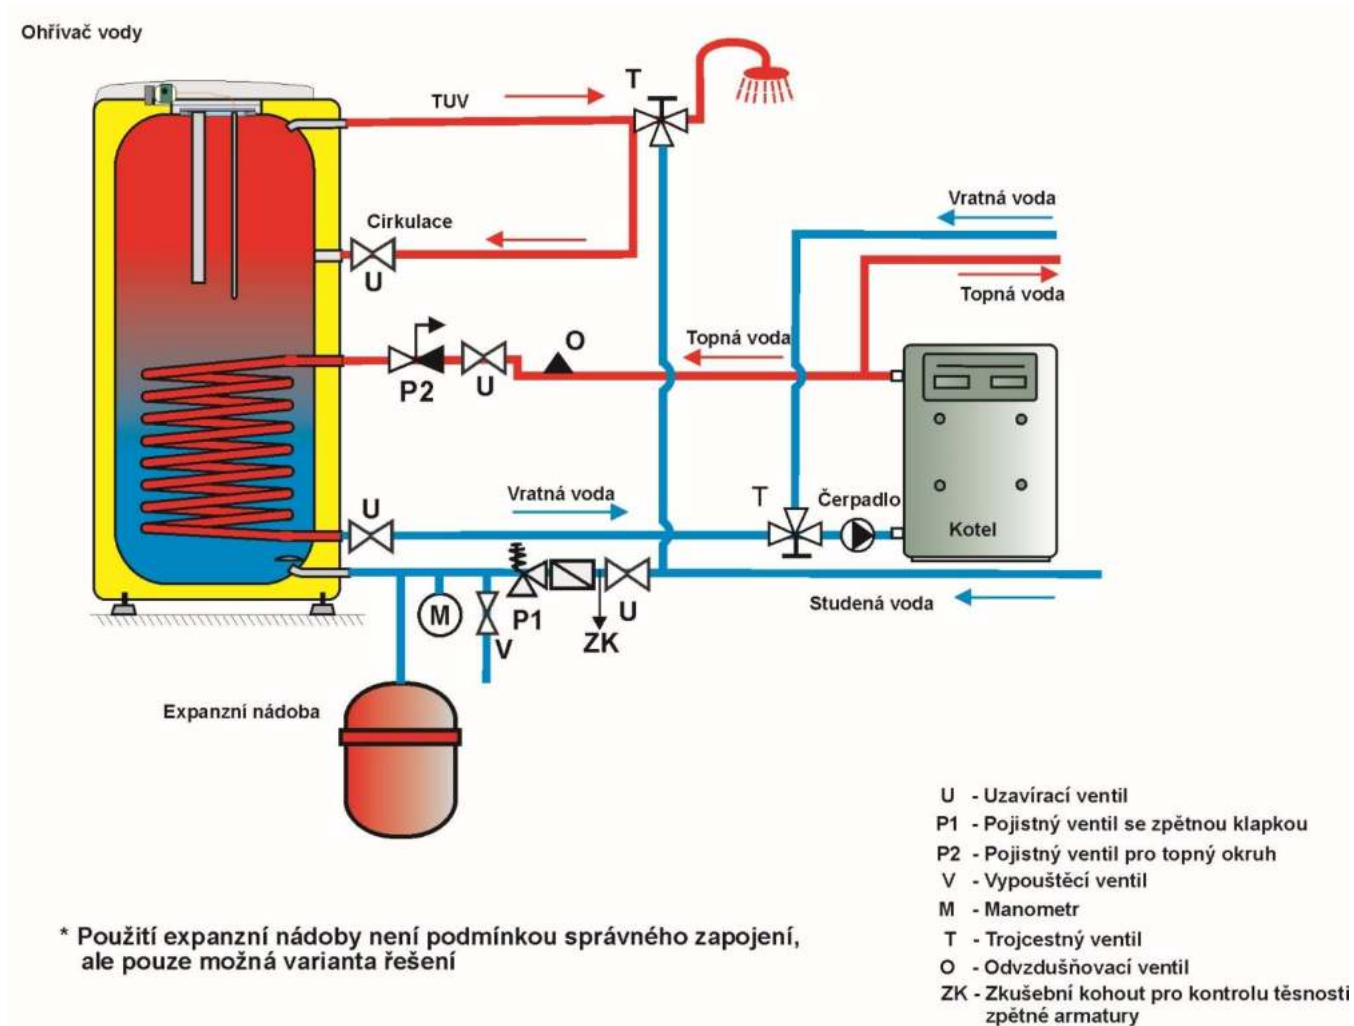 Ohřívač vody
T
TUV
Vratná voda
Cirkulace
U
Topná voda
Topná voda
O
P2
U
Vratná voda
U
T
Čerpadlo
Kotel
M
V
P1
ZK
U
Studená voda
Expanzní nádoba
U - Uzavírací ventil
P1 - Pojistný ventil se zpětnou klapkou
P2 - Pojistný ventil pro topný okruh
V - Vypouštěcí ventil
M - Manometr
T - Trojcestný ventil
O - Odvzdušňovací ventil
ZK - Zkušební kohout pro kontrolu těsnosti
zpětné armatury
* Použití expanzní nádoby není podmínkou správného zapojení,
ale pouze možná varianta řešení